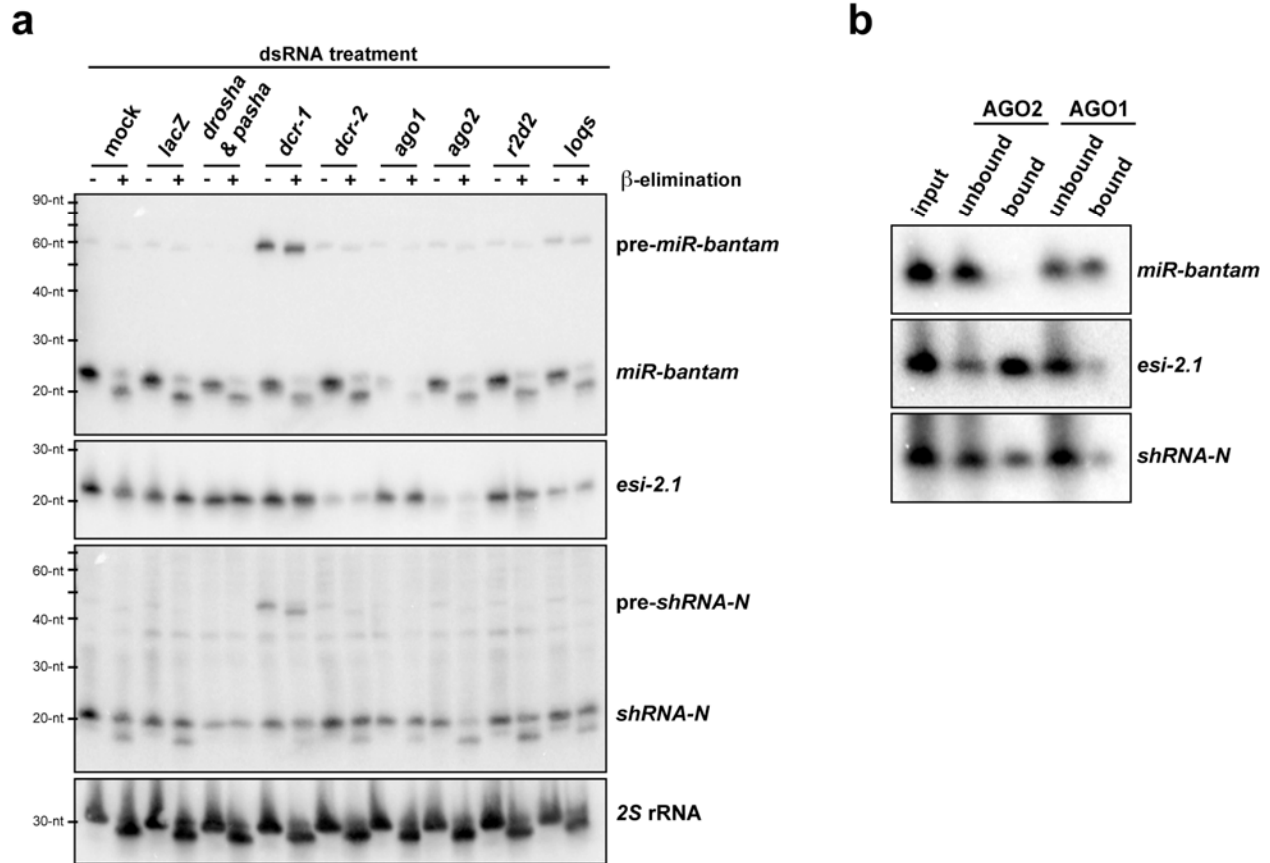 a
dsRNA treatment
mock
lacZ
drosha
& pasha
dcr-1
dcr-2
ago1
ago2
r2d2
loqs
- + - + - + - + - + - + - + - + - + β-elimination
90-nt
60-nt
40-nt
30-nt
20-nt
pre-miR-bantam
miR-bantam
30-nt
20-nt
esi-2.1
60-nt
40-nt
30-nt
20-nt
pre-shRNA-N
shRNA-N
30-nt
2S rRNA
b
AGO2 AGO1
input
unbound
bound
unbound
bound
miR-bantam
esi-2.1
shRNA-N